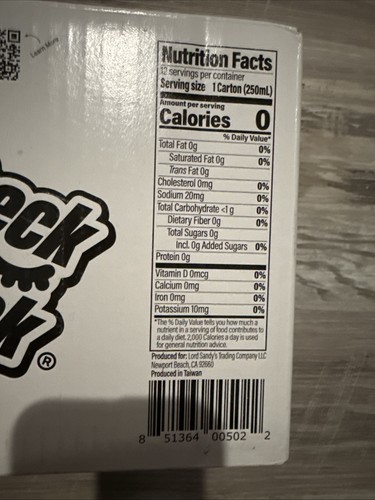 Learn More
Nutrition Facts
12 servings per container
Serving size 1 Carton (250mL)
Amount per serving
Calories 0
% Daily Value*
Total Fat 0g 0%
Saturated Fat 0g 0%
Trans Fat 0g
Cholesterol 0mg 0%
Sodium 20mg 0%
Total Carbohydrate <1 g 0%
Dietary Fiber 0g 0%
Total Sugars 0g
Incl. 0g Added Sugars 0%
Protein 0g
Vitamin D 0mcg 0%
Calcium 0mg 0%
Iron 0mg 0%
Potassium 10mg 0%
*The % Daily Value tells you how much a
nutrient in a serving of food contributes to
a daily diet. 2,000 Calories a day is used
for general nutrition advice.
Produced for: Lord Sandy's Trading Company LLC
Newport Beach, CA 92660
Produced in Taiwan
eck
k®
8 51364 00502 2